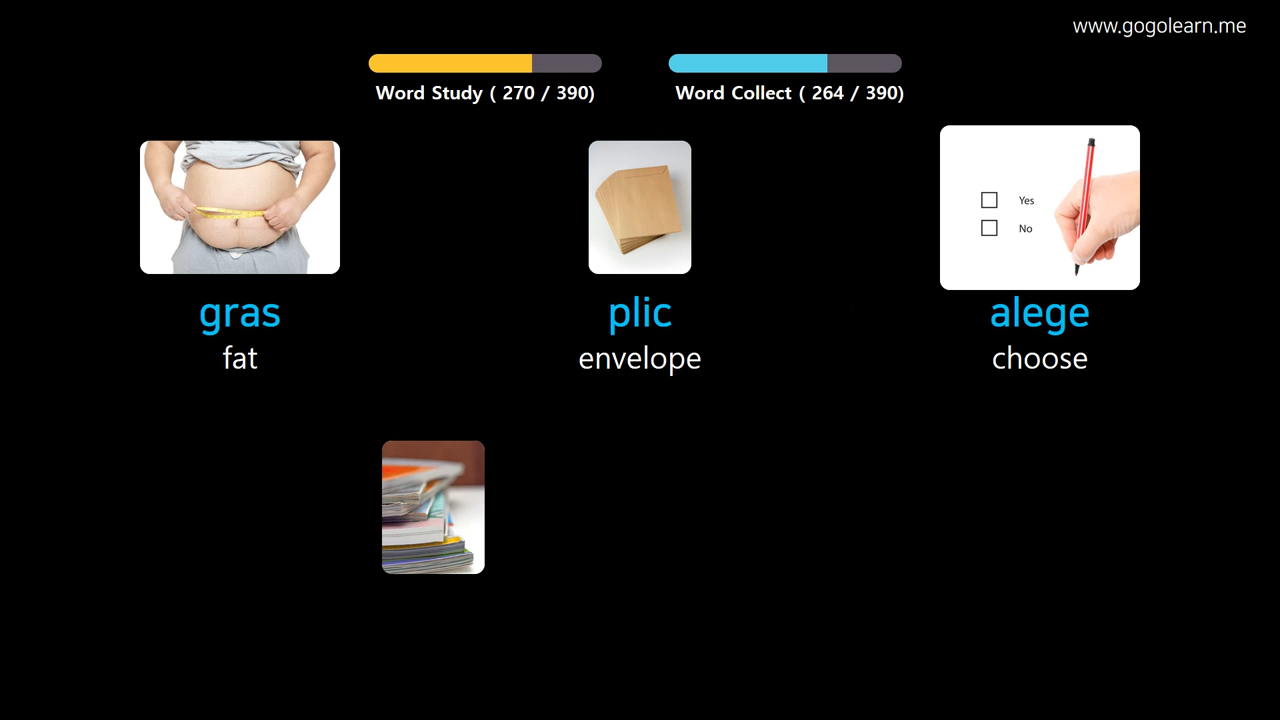 www.gogolearn.me
Word Study ( 270 / 390)
Word Collect ( 264 / 390)
Yes
No
gras
plic
alege
fat
envelope
choose